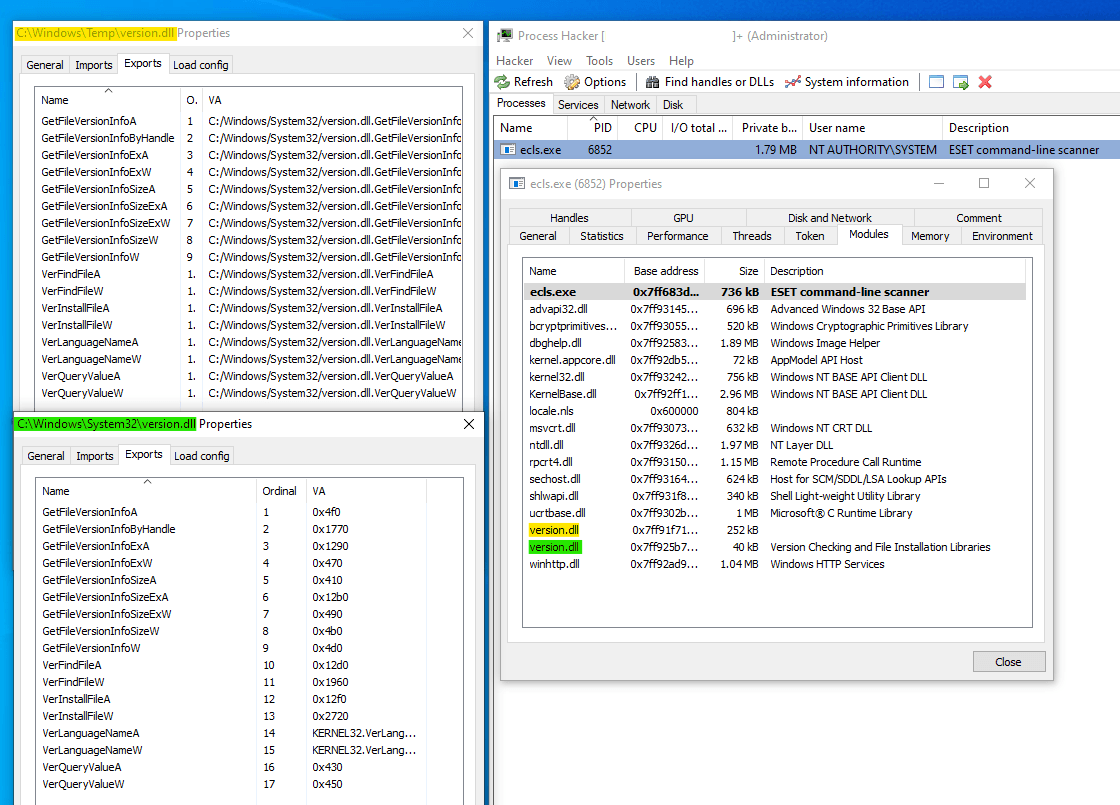 C:\Windows\Temp\version.dll Properties
General Imports Exports Load config
Name O. VA
GetFileVersionInfoA 1 C:/Windows/System32/version.dll.GetFileVersionInfo
GetFileVersionInfoByHandle 2 C:/Windows/System32/version.dll.GetFileVersionInfo
GetFileVersionInfoExA 3 C:/Windows/System32/version.dll.GetFileVersionInfo
GetFileVersionInfoExW 4 C:/Windows/System32/version.dll.GetFileVersionInfo
GetFileVersionInfoSizeA 5 C:/Windows/System32/version.dll.GetFileVersionInfo
GetFileVersionInfoSizeExA 6 C:/Windows/System32/version.dll.GetFileVersionInfo
GetFileVersionInfoSizeExW 7 C:/Windows/System32/version.dll.GetFileVersionInfo
GetFileVersionInfoSizeW 8 C:/Windows/System32/version.dll.GetFileVersionInfo
GetFileVersionInfoW 9 C:/Windows/System32/version.dll.GetFileVersionInfo
VerFindFileA 1. C:/Windows/System32/version.dll.VerFindFileA
VerFindFileW 1. C:/Windows/System32/version.dll.VerFindFileW
VerInstallFileA 1. C:/Windows/System32/version.dll.VerInstallFileA
VerInstallFileW 1. C:/Windows/System32/version.dll.VerInstallFileW
VerLanguageNameA 1. C:/Windows/System32/version.dll.VerLanguageName
VerLanguageNameW 1. C:/Windows/System32/version.dll.VerLanguageName
VerQueryValueA 1. C:/Windows/System32/version.dll.VerQueryValueA
VerQueryValueW 1. C:/Windows/System32/version.dll.VerQueryValueW
C:\Windows\System32\version.dll Properties
General Imports Exports Load config
Name Ordinal VA
GetFileVersionInfoA 1 0x4f0
GetFileVersionInfoByHandle 2 0x1770
GetFileVersionInfoExA 3 0x1290
GetFileVersionInfoExW 4 0x470
GetFileVersionInfoSizeA 5 0x410
GetFileVersionInfoSizeExA 6 0x12b0
GetFileVersionInfoSizeExW 7 0x490
GetFileVersionInfoSizeW 8 0x4b0
GetFileVersionInfoW 9 0x4d0
VerFindFileA 10 0x12d0
VerFindFileW 11 0x1960
VerInstallFileA 12 0x12f0
VerInstallFileW 13 0x2720
VerLanguageNameA 14 KERNEL32.VerLang...
VerLanguageNameW 15 KERNEL32.VerLang...
VerQueryValueA 16 0x430
VerQueryValueW 17 0x450
Process Hacker [ ]+ (Administrator)
Hacker View Tools Users Help
Refresh Options Find handles or DLLs System information
Processes Services Network Disk
Name PID CPU I/O total ... Private b... User name Description
ecls.exe 6852 1.79 MB NT AUTHORITY\SYSTEM ESET command-line scanner
ecls.exe (6852) Properties
Handles GPU Disk and Network Comment
General Statistics Performance Threads Token Modules Memory Environment
Name Base address Size Description
ecls.exe 0x7ff683d... 736 kB ESET command-line scanner
advapi32.dll 0x7ff93145... 696 kB Advanced Windows 32 Base API
bcryptprimitives... 0x7ff93055... 520 kB Windows Cryptographic Primitives Library
dbghelp.dll 0x7ff92583... 1.89 MB Windows Image Helper
kernel.appcore.dll 0x7ff92db5... 72 kB AppModel API Host
kernel32.dll 0x7ff93242... 756 kB Windows NT BASE API Client DLL
KernelBase.dll 0x7ff92ff1... 2.96 MB Windows NT BASE API Client DLL
locale.nls 0x600000 804 kB
msvcrt.dll 0x7ff93073... 632 kB Windows NT CRT DLL
ntdll.dll 0x7ff9326d... 1.97 MB NT Layer DLL
rpcrt4.dll 0x7ff93150... 1.15 MB Remote Procedure Call Runtime
sechost.dll 0x7ff93164... 624 kB Host for SCM/SDDL/LSA Lookup APIs
shlwapi.dll 0x7ff931f8... 340 kB Shell Light-weight Utility Library
ucrtbase.dll 0x7ff9302b... 1 MB Microsoft® C Runtime Library
version.dll 0x7ff91f71... 252 kB
version.dll 0x7ff925b7... 40 kB Version Checking and File Installation Libraries
winhttp.dll 0x7ff92ad9... 1.04 MB Windows HTTP Services
Close